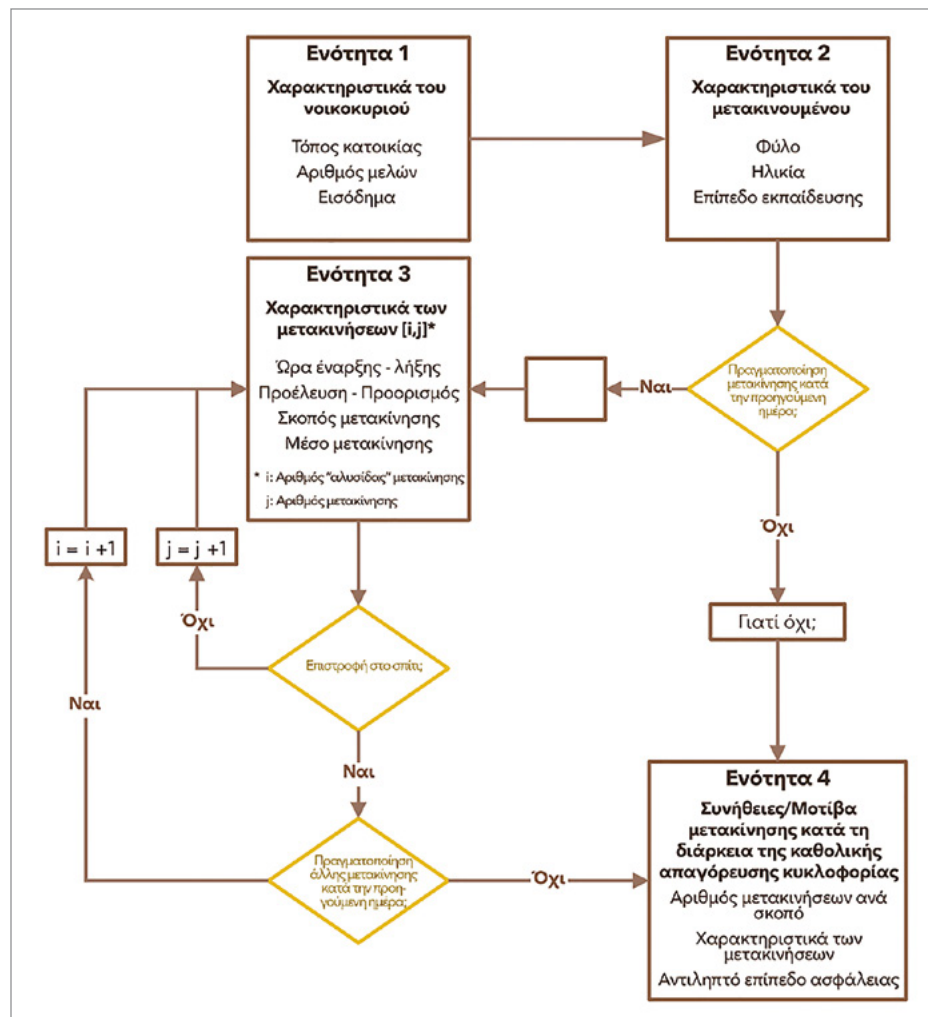 Ενότητα 1
Χαρακτηριστικά του
νοικοκυριού
Τόπος κατοικίας
Αριθμός μελών
Εισόδημα
Ενότητα 2
Χαρακτηριστικά του
μετακινουμένου
Φύλο
Ηλικία
Επίπεδο εκπαίδευσης
Ενότητα 3
Χαρακτηριστικά των
μετακινήσεων [i,j]*
Ώρα έναρξης - λήξης
Προέλευση - Προορισμός
Σκοπός μετακίνησης
Μέσο μετακίνησης
* i: Αριθμός “αλυσίδας” μετακίνησης
j: Αριθμός μετακίνησης
Ναι
Πραγματοποίηση
μετακίνησης κατά
την προηγούμενη
ημέρα;
Όχι
Γιατί όχι;
i = i +1
j = j +1
Όχι
Επιστροφή στο σπίτι;
Ναι
Ναι
Πραγματοποίηση
άλλης μετακίνησης
κατά την προη-
γούμενη ημέρα;
Όχι
Ενότητα 4
Συνήθειες/Μοτίβα
μετακίνησης κατά τη
διάρκεια της καθολικής
απαγόρευσης κυκλοφορίας
Αριθμός μετακινήσεων ανά
σκοπό
Χαρακτηριστικά των
μετακινήσεων
Αντιληπτό επίπεδο ασφάλειας